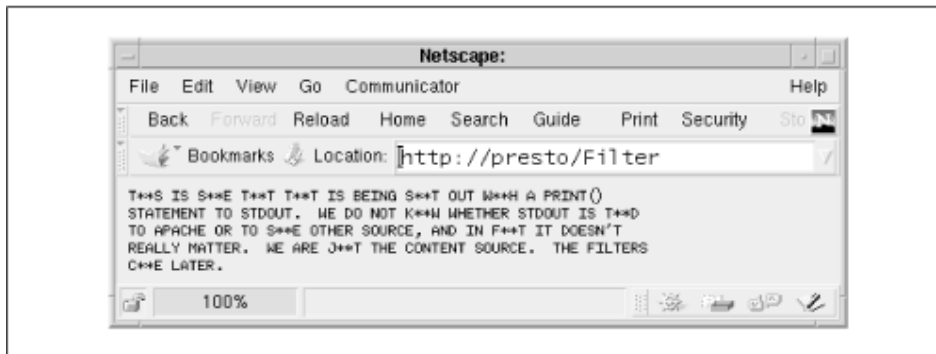 Netscape:
File Edit View Go Communicator Help
Back Forward Reload Home Search Guide Print Security Sto N
Bookmarks Location: http://presto/Filter
T**S IS S**E T**T T**T IS BEING S**T OUT W**H A PRINT()
STATEMENT TO STDOUT. WE DO NOT K**W WHETHER STDOUT IS T**D
TO APACHE OR TO S**E OTHER SOURCE, AND IN F**T IT DOESN'T
REALLY MATTER. WE ARE J**T THE CONTENT SOURCE. THE FILTERS
C**E LATER.
100%